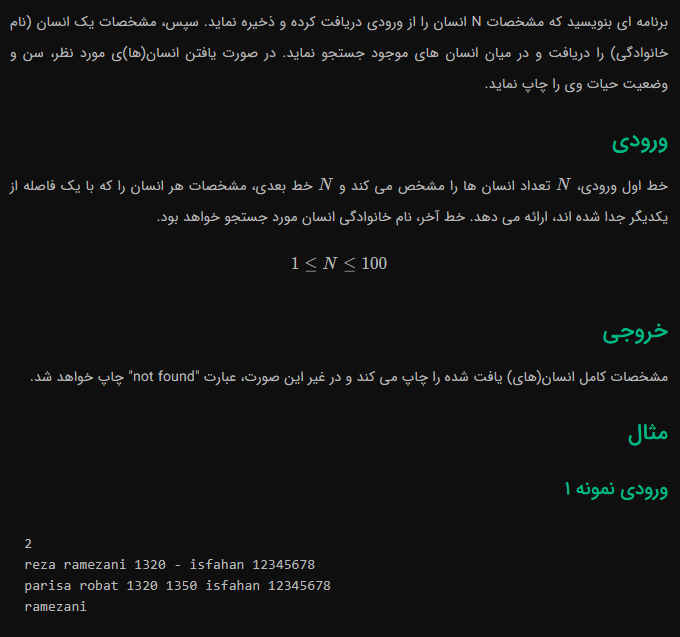 برنامه ای بنویسید که مشخصات N انسان را از ورودی دریافت کرده و ذخیره نماید. سپس، مشخصات یک انسان (نام
خانوادگی) را دریافت و در میان انسان های موجود جستجو نماید. در صورت یافتن انسان(ها)ی مورد نظر، سن و
وضعیت حیات وی را چاپ نماید.
ورودی
خط اول ورودی، N تعداد انسان ها را مشخص می کند و N خط بعدی، مشخصات هر انسان را که با یک فاصله از
یکدیگر جدا شده اند، ارائه می دهد. خط آخر، نام خانوادگی انسان مورد جستجو خواهد بود.
1 ≤ N ≤ 100
خروجی
مشخصات کامل انسان(های) یافت شده را چاپ می کند و در غیر این صورت، عبارت "not found" چاپ خواهد شد.
مثال
ورودی نمونه ۱
2
reza ramezani 1320 - isfahan 12345678
parisa robat 1320 1350 isfahan 12345678
ramezani